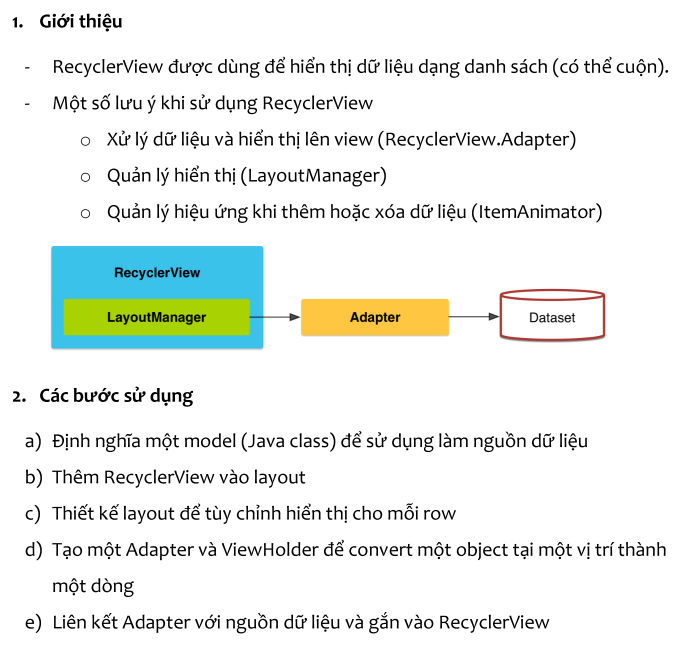 1. Giới thiệu
- RecyclerView được dùng để hiển thị dữ liệu dạng danh sách (có thể cuộn).
- Một số lưu ý khi sử dụng RecyclerView
o Xử lý dữ liệu và hiển thị lên view (RecyclerView.Adapter)
o Quản lý hiển thị (LayoutManager)
o Quản lý hiệu ứng khi thêm hoặc xóa dữ liệu (ItemAnimator)
RecyclerView
LayoutManager
Adapter
Dataset
2. Các bước sử dụng
a) Định nghĩa một model (Java class) để sử dụng làm nguồn dữ liệu
b) Thêm RecyclerView vào layout
c) Thiết kế layout để tùy chỉnh hiển thị cho mỗi row
d) Tạo một Adapter và ViewHolder để convert một object tại một vị trí thành
một dòng
e) Liên kết Adapter với nguồn dữ liệu và gắn vào RecyclerView